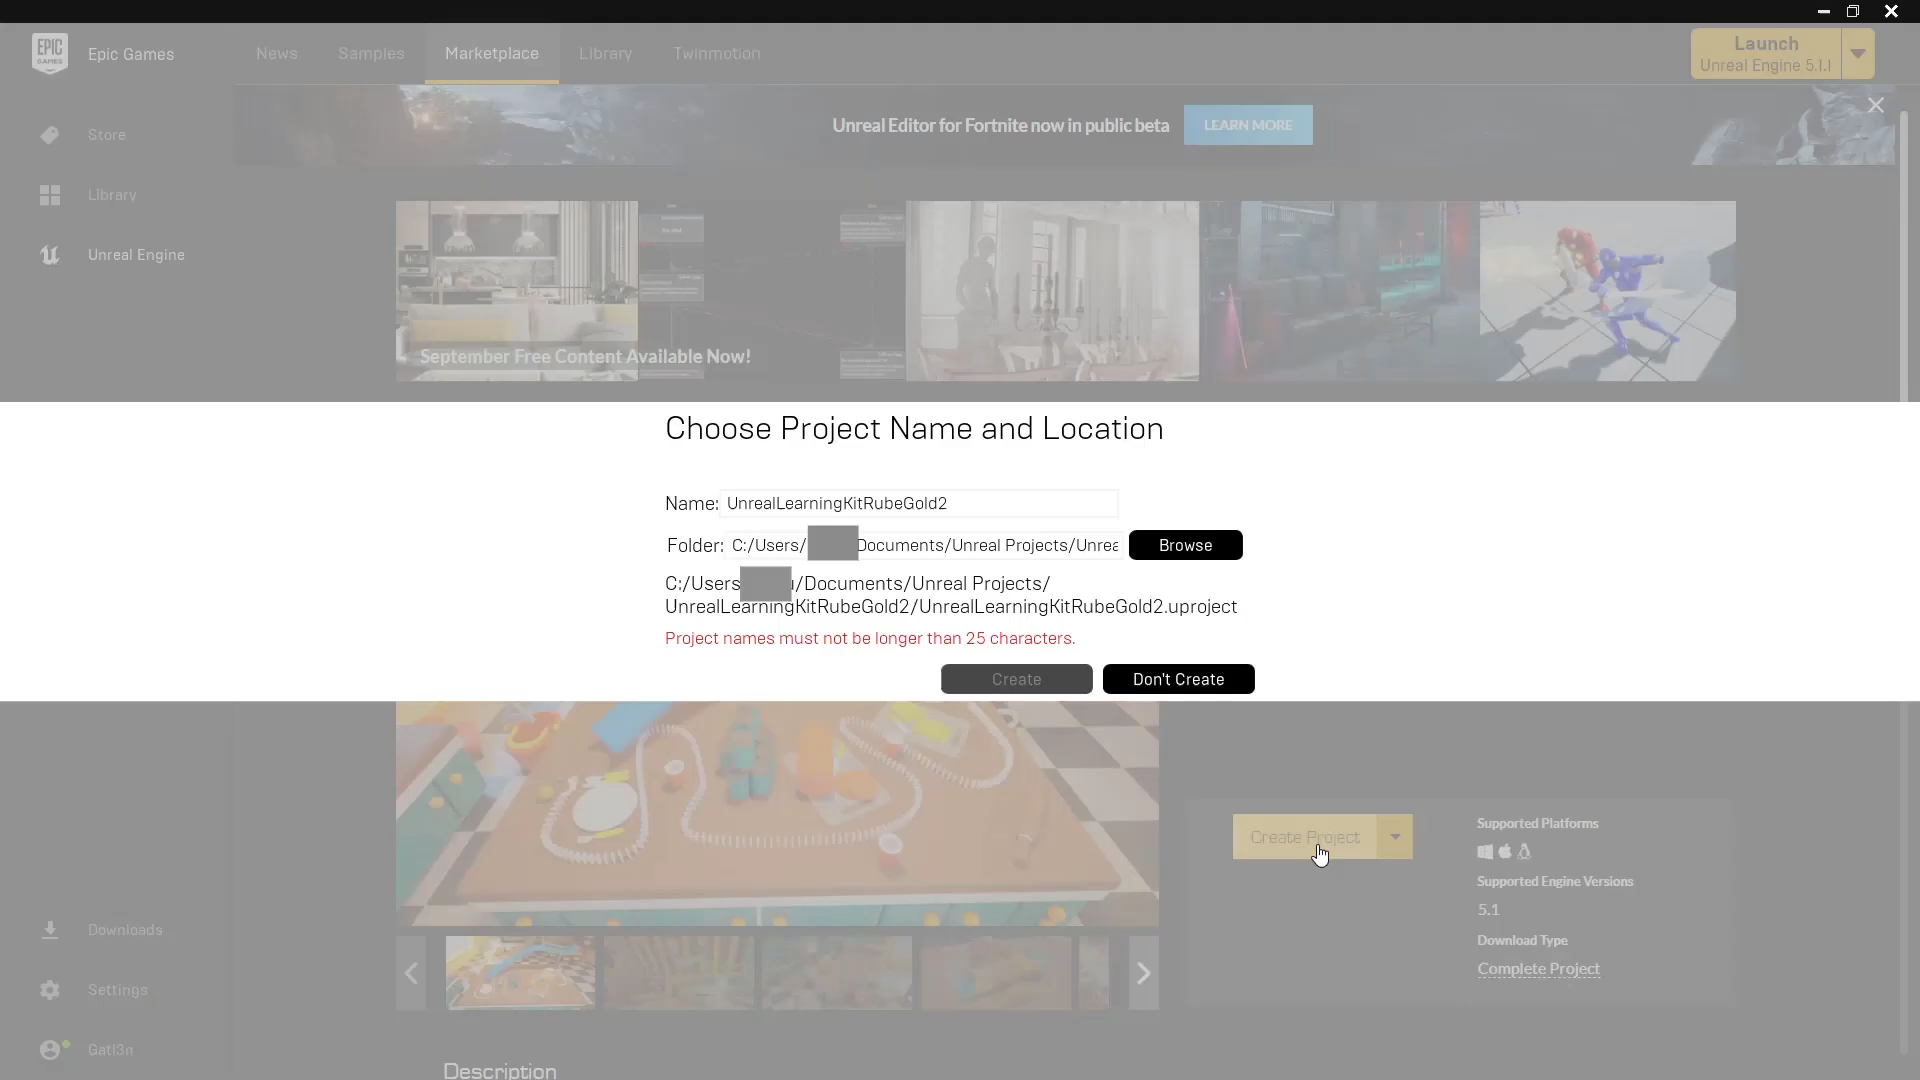 EPIC GAMES
Epic Games
News
Samples
Marketplace
Library
Twinmotion
Launch
Unreal Engine 5.1.1
Store
Library
Unreal Engine
Unreal Editor for Fortnite now in public beta
LEARN MORE
September Free Content Available Now!
Choose Project Name and Location
Name: UnrealLearningKitRubeGold2
Folder: C:/Users/ Documents/Unreal Projects/Unrea
Browse
C:/Users /Documents/Unreal Projects/
UnrealLearningKitRubeGold2/UnrealLearningKitRubeGold2.uproject
Project names must not be longer than 25 characters.
Create
Don't Create
Create Project
Supported Platforms
Supported Engine Versions
5.1
Download Type
Complete Project
Downloads
Settings
Gatl3n
Description